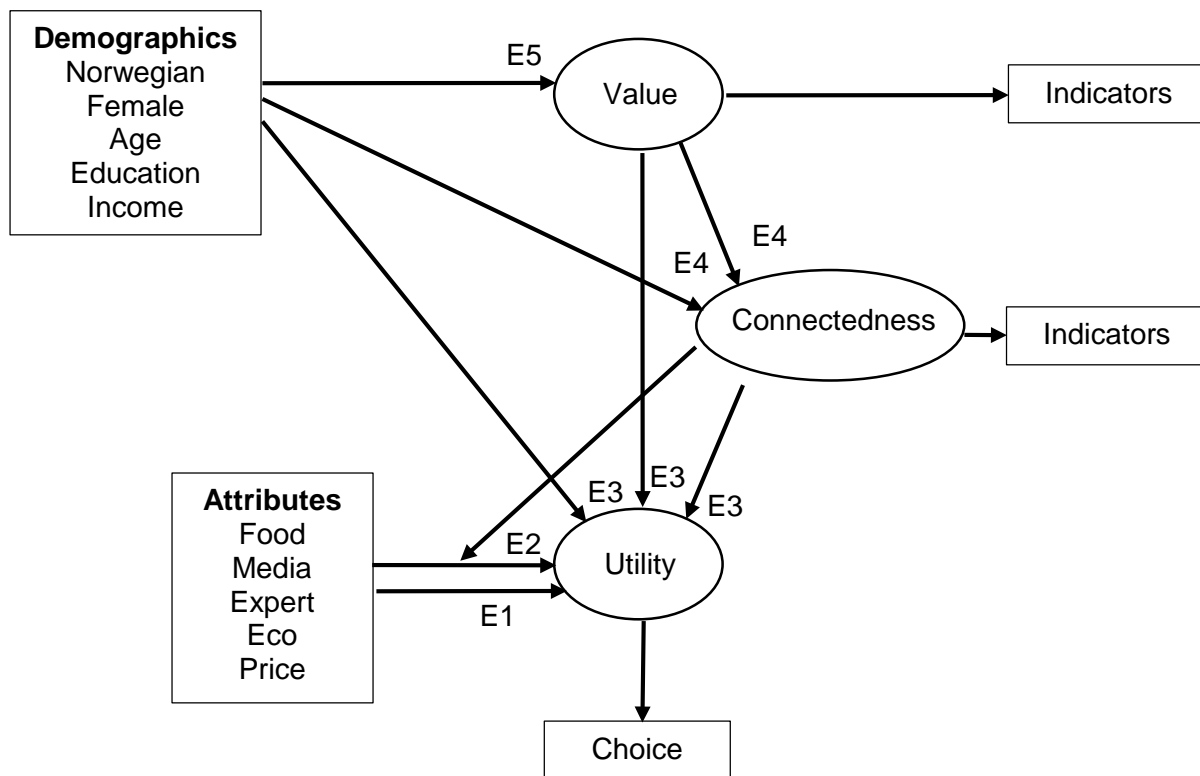 Demographics
Norwegian
Female
Age
Education
Income
E5
Value
Indicators
E4
E4
Connectedness
Indicators
Attributes
Food
Media
Expert
Eco
Price
E3
E3
E3
E2
E1
Utility
Choice